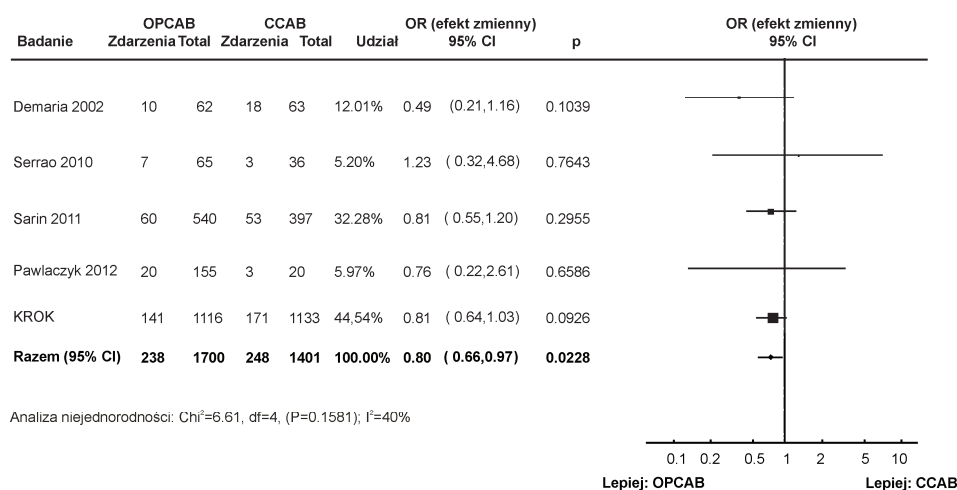 OPCAB CCAB OR (efekt zmienny) OR (efekt zmienny)
Badanie Zdarzenia Total Zdarzenia Total Udział 95% CI p 95% CI
Demaria 2002 10 62 18 63 12.01% 0.49 (0.21,1.16) 0.1039
Serrao 2010 7 65 3 36 5.20% 1.23 ( 0.32,4.68) 0.7643
Sarin 2011 60 540 53 397 32.28% 0.81 ( 0.55,1.20) 0.2955
Pawlaczyk 2012 20 155 3 20 5.97% 0.76 ( 0.22,2.61) 0.6586
KROK 141 1116 171 1133 44,54% 0.81 ( 0.64,1.03) 0.0926
Razem (95% CI) 238 1700 248 1401 100.00% 0.80 ( 0.66,0.97) 0.0228
Analiza niejednorodności: Chi²=6.61, df=4, (P=0.1581); I²=40%
0.1 0.2 0.5 1 2 5 10
Lepiej: OPCAB Lepiej: CCAB